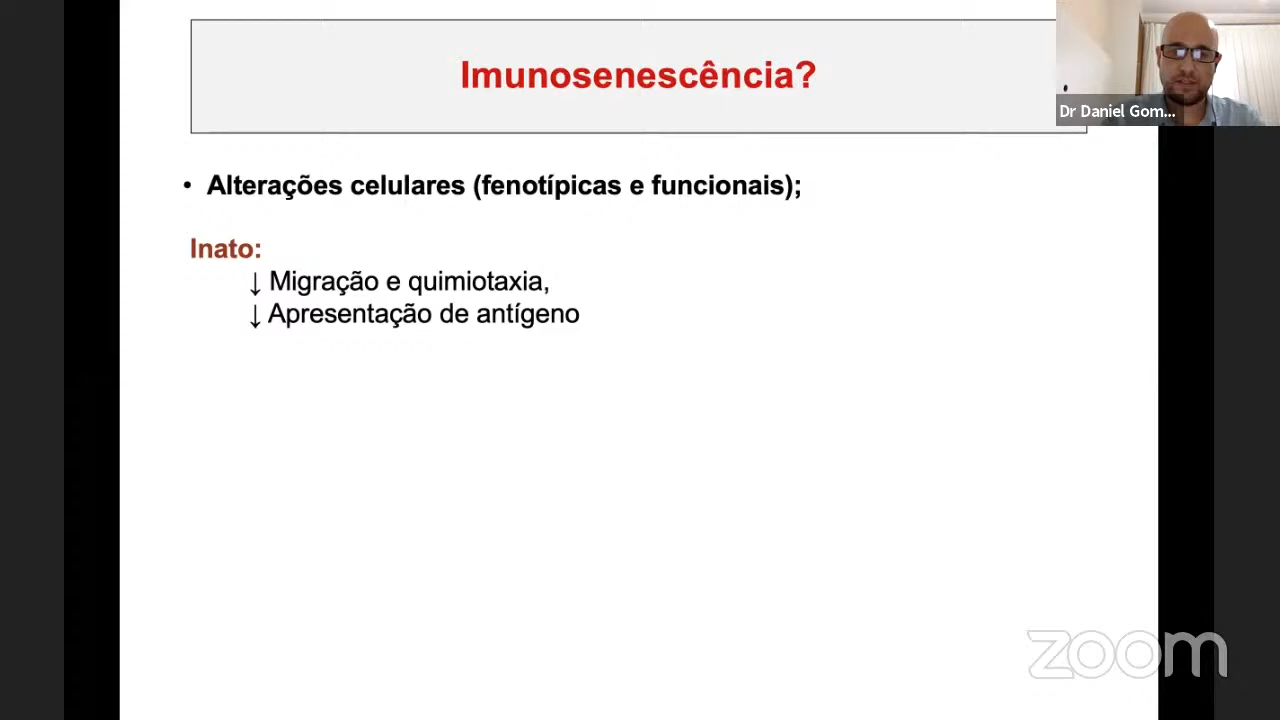 Imunosenescência?
Dr Daniel Gom...
• Alterações celulares (fenotípicas e funcionais);
Inato:
↓ Migração e quimiotaxia,
↓ Apresentação de antígeno
zoom